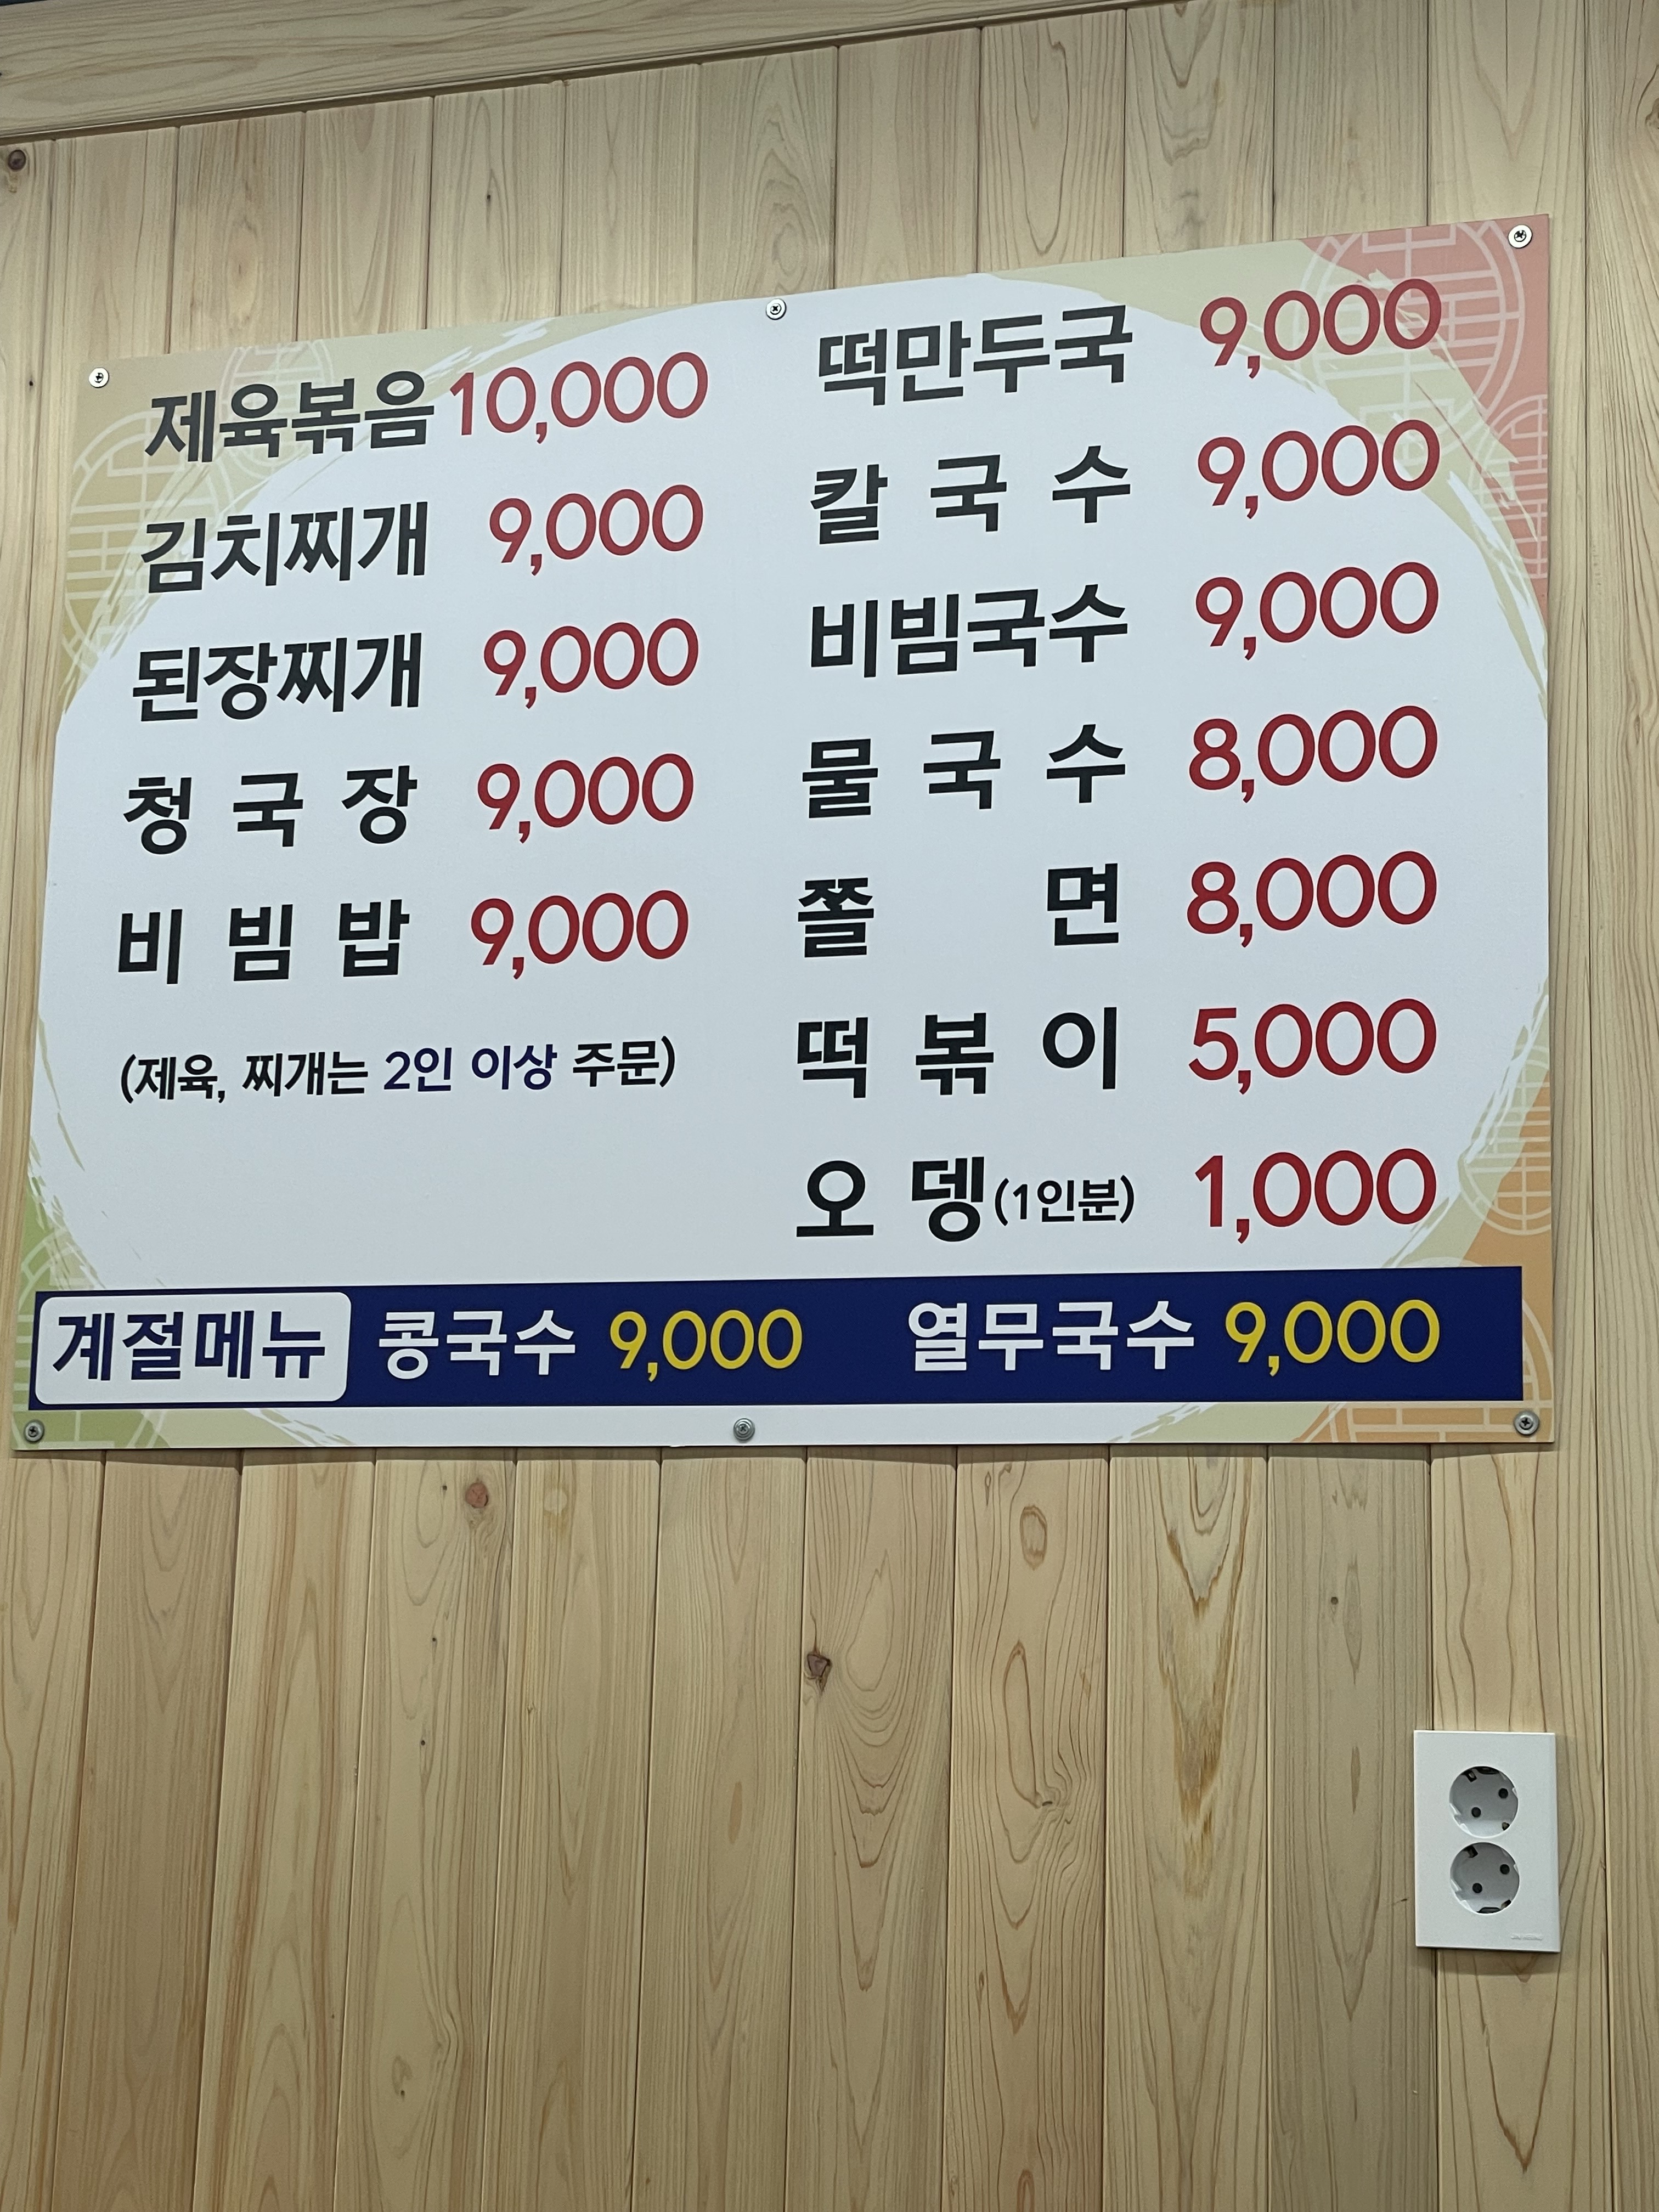 제육볶음 10,000
김치찌개 9,000
된장찌개 9,000
청 국 장 9,000
비 빔 밥 9,000
(제육, 찌개는 2인 이상 주문)
떡만두국 9,000
칼 국 수 9,000
비빔국수 9,000
물 국 수 8,000
쫄 면 8,000
떡 볶 이 5,000
오 뎅(1인분) 1,000
계절메뉴 콩국수 9,000 열무국수 9,000